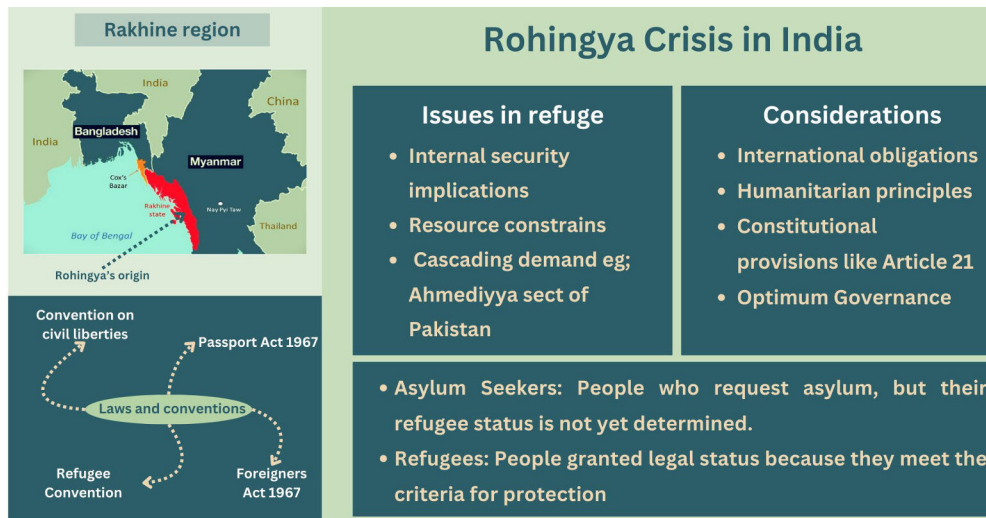 Rakhine region
India
China
Bangladesh
India
Myanmar
Cox's
Bazar
Rakhine
state
Nay Pyi Taw
Bay of Bengal
Thailand
Rohingya's origin
Convention on
civil liberties
Passport Act 1967
Laws and conventions
Refugee
Convention
Foreigners
Act 1967
Rohingya Crisis in India
Issues in refuge
• Internal security
implications
• Resource constrains
• Cascading demand eg;
Ahmediyya sect of
Pakistan
Considerations
• International obligations
• Humanitarian principles
• Constitutional
provisions like Article 21
• Optimum Governance
• Asylum Seekers: People who request asylum, but their
refugee status is not yet determined.
• Refugees: People granted legal status because they meet the
criteria for protection